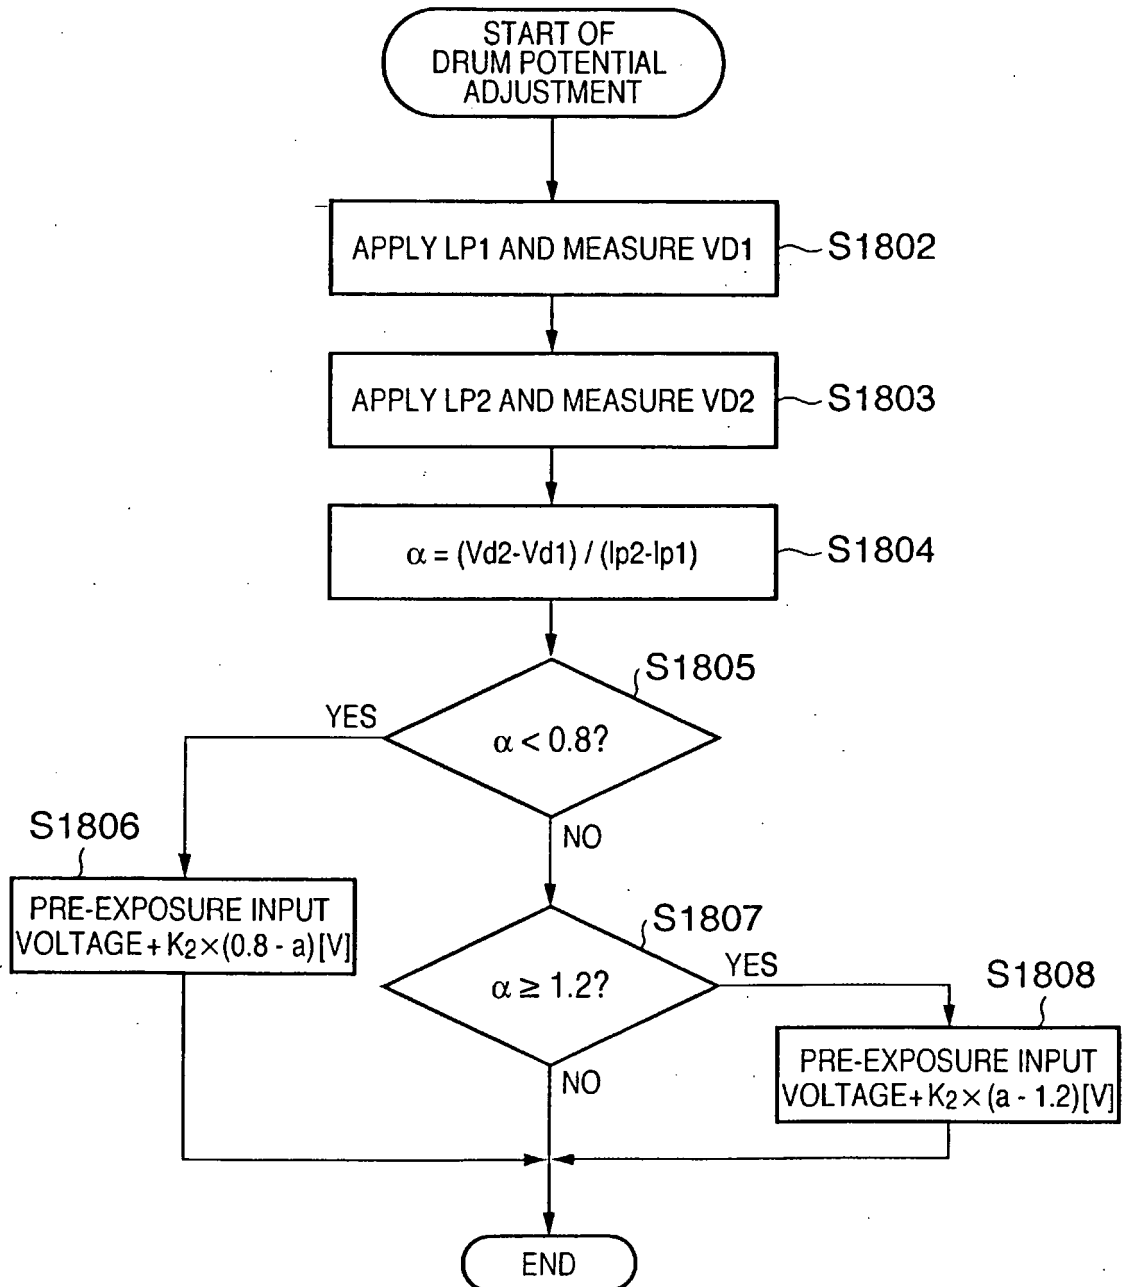 START OF
DRUM POTENTIAL
ADJUSTMENT
APPLY LP1 AND MEASURE VD1
S1802
APPLY LP2 AND MEASURE VD2
S1803
α = (Vd2-Vd1) / (lp2-lp1)
S1804
S1805
YES
α < 0.8?
S1806
NO
PRE-EXPOSURE INPUT
VOLTAGE+K₂×(0.8 - a)[V]
S1807
YES
α ≧ 1.2?
S1808
NO
PRE-EXPOSURE INPUT
VOLTAGE+K₂×(a - 1.2)[V]
END